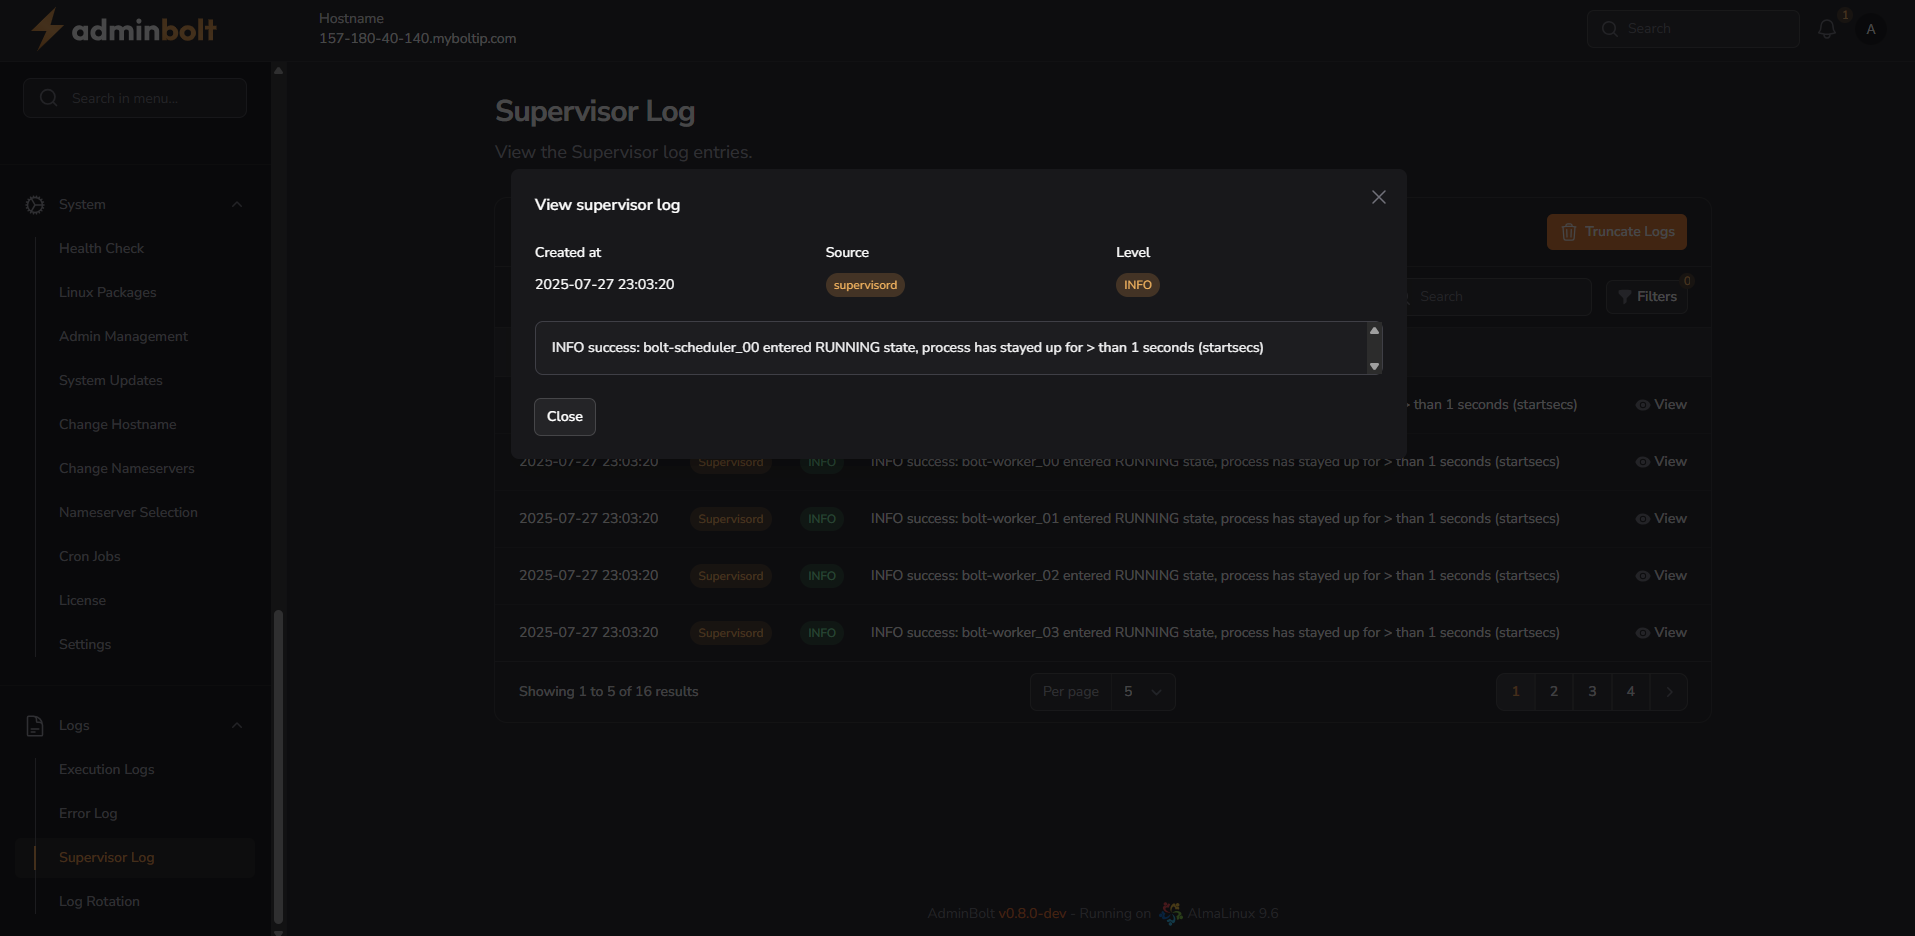 adminbolt
Hostname
157-180-40-140.myboltip.com
Search
1
A
Search in menu...
System
Health Check
Linux Packages
Admin Management
System Updates
Change Hostname
Change Nameservers
Nameserver Selection
Cron Jobs
License
Settings
Logs
Execution Logs
Error Log
Supervisor Log
Log Rotation
Supervisor Log
View the Supervisor log entries.
Truncate Logs
Search
Filters
0
View supervisor log
Created at Source Level
2025-07-27 23:03:20 supervisord INFO
INFO success: bolt-scheduler_00 entered RUNNING state, process has stayed up for > than 1 seconds (startsecs)
Close
> than 1 seconds (startsecs) View
2025-07-27 23:03:20 Supervisord INFO INFO success: bolt-worker_00 entered RUNNING state, process has stayed up for > than 1 seconds (startsecs) View
2025-07-27 23:03:20 Supervisord INFO INFO success: bolt-worker_01 entered RUNNING state, process has stayed up for > than 1 seconds (startsecs) View
2025-07-27 23:03:20 Supervisord INFO INFO success: bolt-worker_02 entered RUNNING state, process has stayed up for > than 1 seconds (startsecs) View
2025-07-27 23:03:20 Supervisord INFO INFO success: bolt-worker_03 entered RUNNING state, process has stayed up for > than 1 seconds (startsecs) View
Showing 1 to 5 of 16 results Per page 5 1 2 3 4
AdminBolt v0.8.0-dev - Running on AlmaLinux 9.6